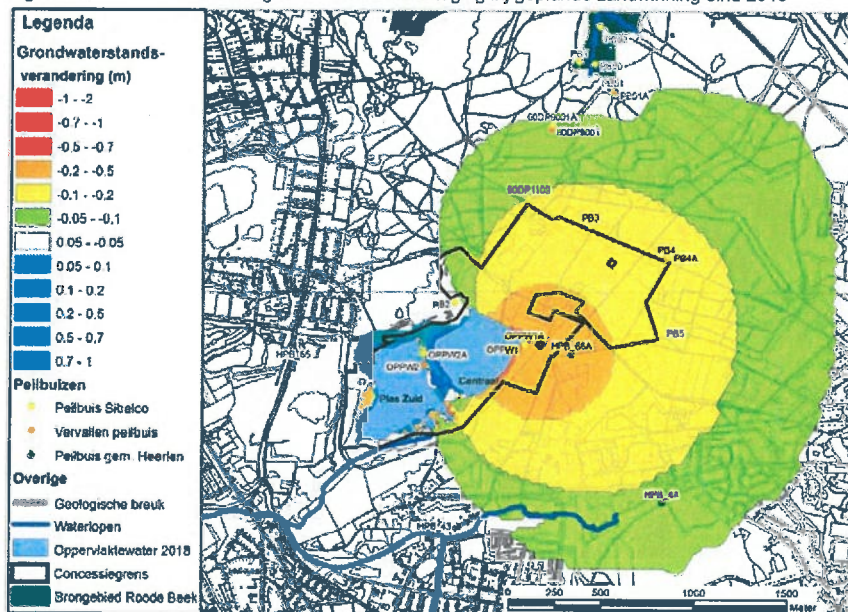 Legenda
Grondwaterstands-
verandering (m)
-1 - -2
-0.7 - -1
-0.5 - -0.7
-0.2 - -0.5
-0.1 - -0.2
-0.05 - -0.1
0.05 - -0.05
0.05 - 0.1
0.1 - 0.2
0.2 - 0.5
0.5 - 0.7
0.7 - 1
Peilbuizen
Peilbuis Sibelco
Vervallen peilbuis
Peilbuis gem. Heerlen
Overige
Geologische breuk
Waterlopen
Oppervlaktewater 2018
Concessiegrens
Brongebied Roode Beek
60DP9001A
60DP9001
60DP1103
PB3
PB4
PB4A
PB5
PB2
OPPW1A
HPB_66A
OPPW2A
OPPW2
Centraal
Plas Zuid
HPB_64
0 250 500 1000 1500
Meter